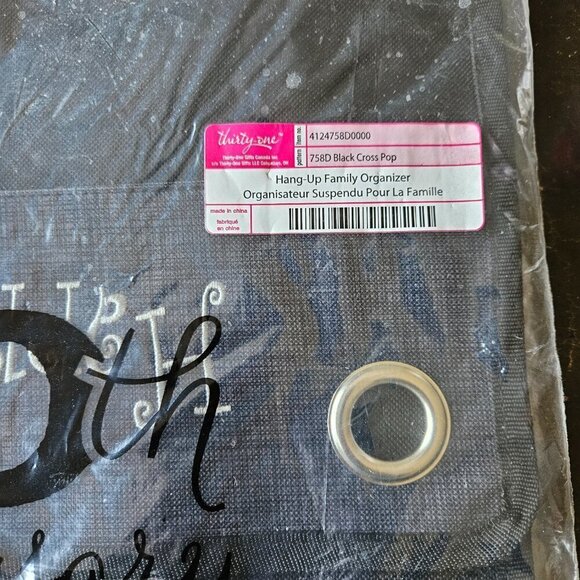 thirty-one
Thirty-One Gifts Canada Inc.
c/o Thirty-One Gifts LLC Columbus, OH
item no.
4124758D0000
pattern
758D Black Cross Pop
Hang-Up Family Organizer
Organisateur Suspendu Pour La Famille
made in china
fabriqué
en chine
0th